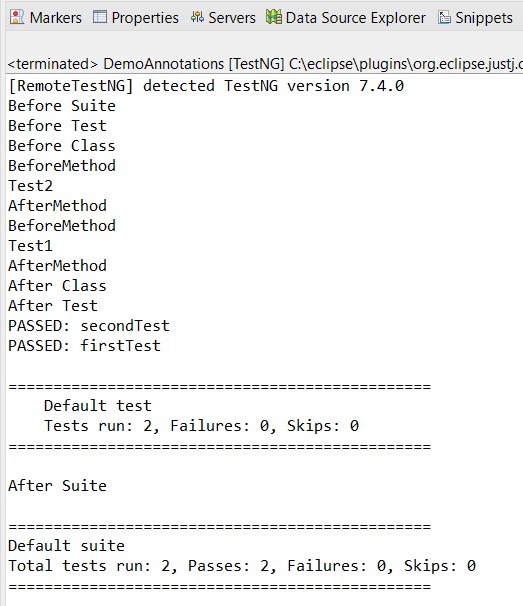 Markers Properties Servers Data Source Explorer Snippets
<terminated> DemoAnnotations [TestNG] C:\eclipse\plugins\org.eclipse.justj.o
[RemoteTestNG] detected TestNG version 7.4.0
Before Suite
Before Test
Before Class
BeforeMethod
Test2
AfterMethod
BeforeMethod
Test1
AfterMethod
After Class
After Test
PASSED: secondTest
PASSED: firstTest
===============================================
Default test
Tests run: 2, Failures: 0, Skips: 0
===============================================
After Suite
===============================================
Default suite
Total tests run: 2, Passes: 2, Failures: 0, Skips: 0
===============================================